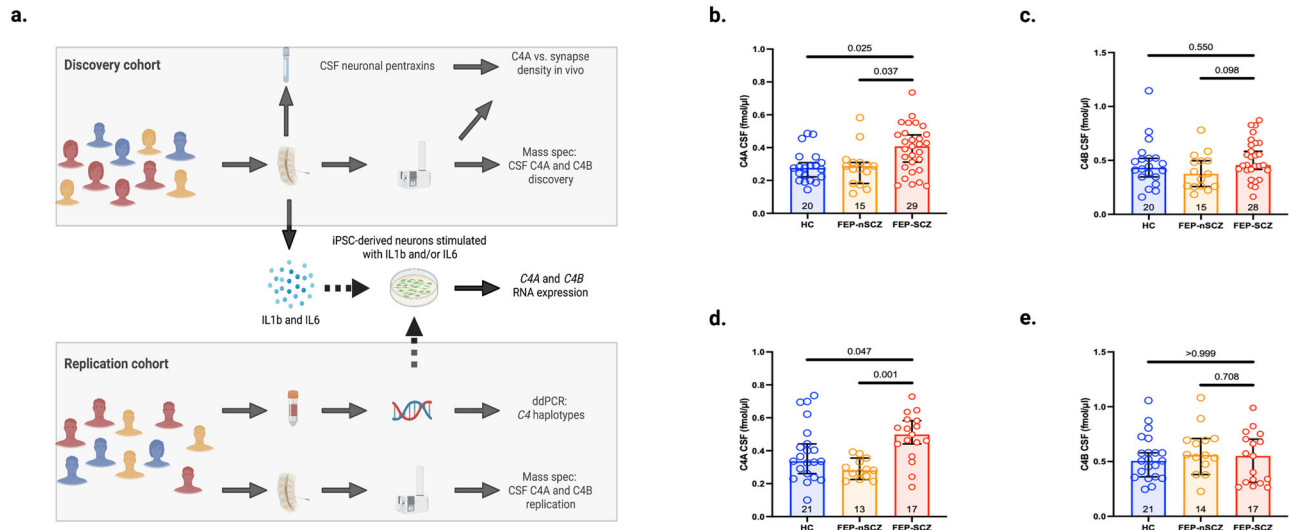 a.
Discovery cohort
CSF neuronal pentraxins
C4A vs. synapse
density in vivo
Mass spec:
CSF C4A and C4B
discovery
iPSC-derived neurons stimulated
with IL1b and/or IL6
C4A and C4B
RNA expression
IL1b and IL6
Replication cohort
ddPCR:
C4 haplotypes
Mass spec:
CSF C4A and C4B
replication
b.
C4A CSF (fmol/µl)
1.0
0.8
0.6
0.4
0.2
0.0
0.025
0.037
20
15
29
HC
FEP-nSCZ
FEP-SCZ
c.
C4B CSF (fmol/µl)
1.5
1.0
0.5
0.0
0.550
0.098
20
15
28
HC
FEP-nSCZ
FEP-SCZ
d.
C4A CSF (fmol/µl)
1.0
0.8
0.6
0.4
0.2
0.0
0.047
0.001
21
13
17
HC
FEP-nSCZ
FEP-SCZ
e.
C4B CSF (fmol/µl)
1.5
1.0
0.5
0.0
>0.999
0.708
21
14
17
HC
FEP-nSCZ
FEP-SCZ